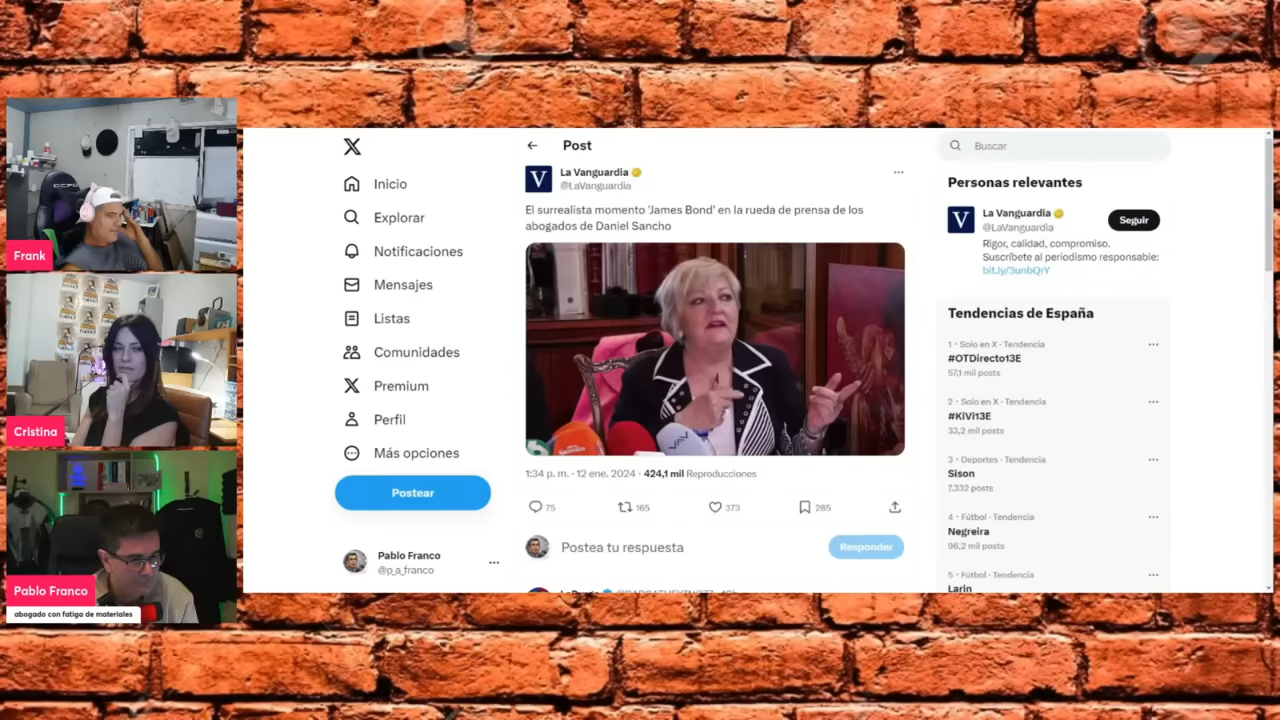 Frank
Cristina
Pablo Franco
abogado con fatiga de materiales
Inicio
Explorar
Notificaciones
Mensajes
Listas
Comunidades
Premium
Perfil
Más opciones
Postear
Pablo Franco
@p_a_franco
Post
V
La Vanguardia
@LaVanguardia
El surrealista momento 'James Bond' en la rueda de prensa de los
abogados de Daniel Sancho
1:34 p. m. · 12 ene. 2024 · 424,1 mil Reproducciones
75
165
373
285
Postea tu respuesta
Responder
Buscar
Personas relevantes
V
La Vanguardia
@LaVanguardia
Seguir
Rigor, calidad, compromiso.
Suscríbete al periodismo responsable:
bit.ly/3unbQrY
Tendencias de España
1 · Solo en X · Tendencia
#OTDirecto13E
57,1 mil posts
2 · Solo en X · Tendencia
#KiVi13E
33,2 mil posts
3 · Deportes · Tendencia
Sison
7.332 posts
4 · Fútbol · Tendencia
Negreira
96,2 mil posts
5 · Fútbol · Tendencia
Larin